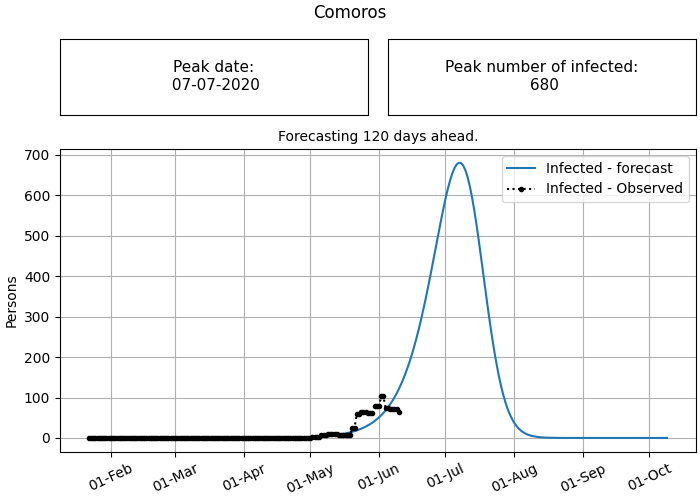 Comoros
Peak date:
07-07-2020
Peak number of infected:
680
Forecasting 120 days ahead.
Infected - forecast
Infected - Observed
Persons
700
600
500
400
300
200
100
0
01-Feb
01-Mar
01-Apr
01-May
01-Jun
01-Jul
01-Aug
01-Sep
01-Oct